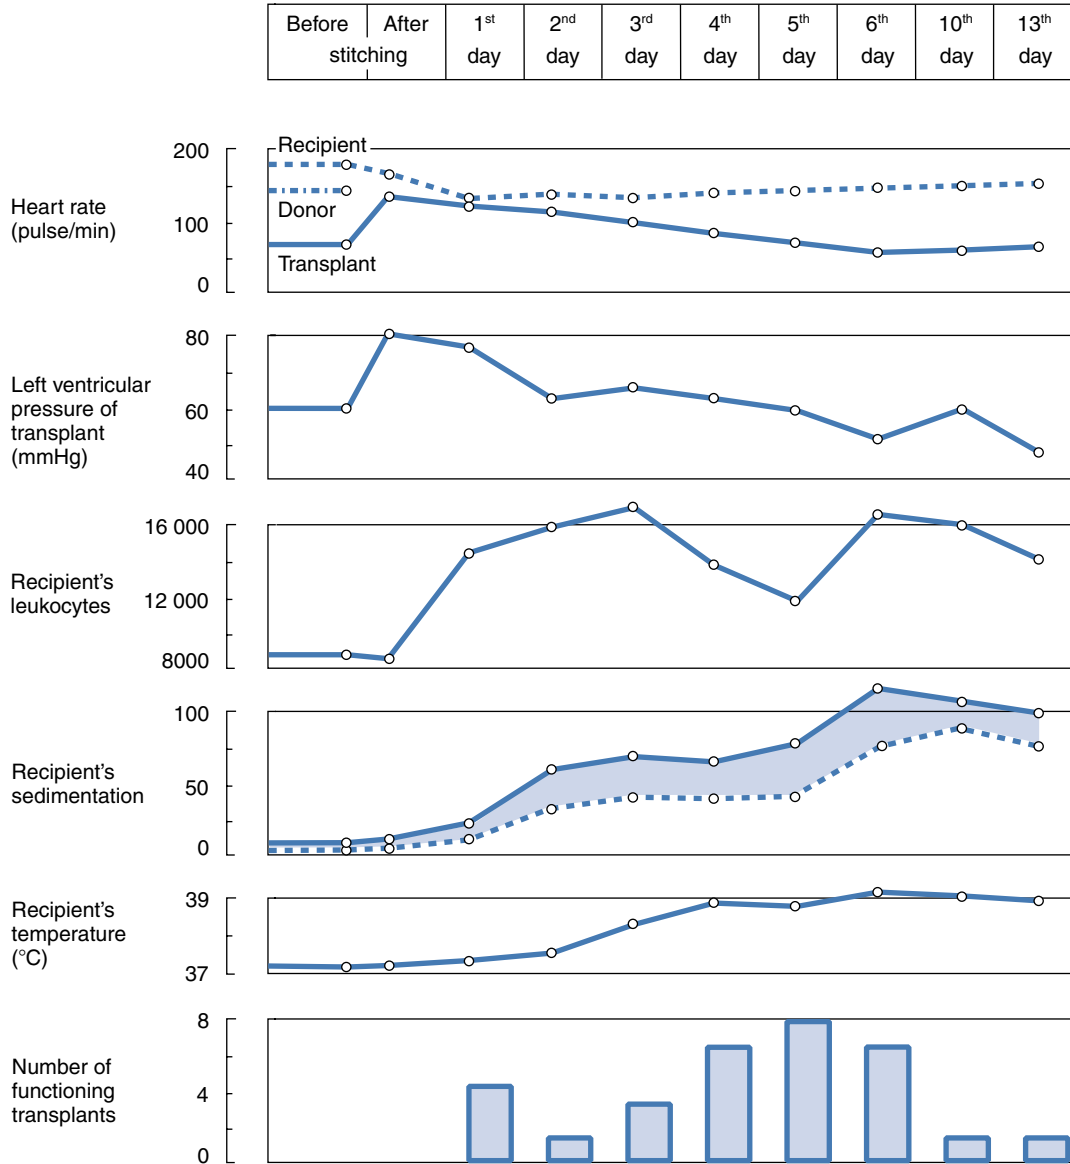 Before After 1st 2nd 3rd 4th 5th 6th 10th 13th
stitching day day day day day day day day
Heart rate
(pulse/min)
200
100
0
Recipient
Donor
Transplant
Left ventricular
pressure of
transplant
(mmHg)
80
60
40
Recipient's
leukocytes
16 000
12 000
8000
Recipient's
sedimentation
100
50
0
Recipient's
temperature
(°C)
39
37
Number of
functioning
transplants
8
4
0